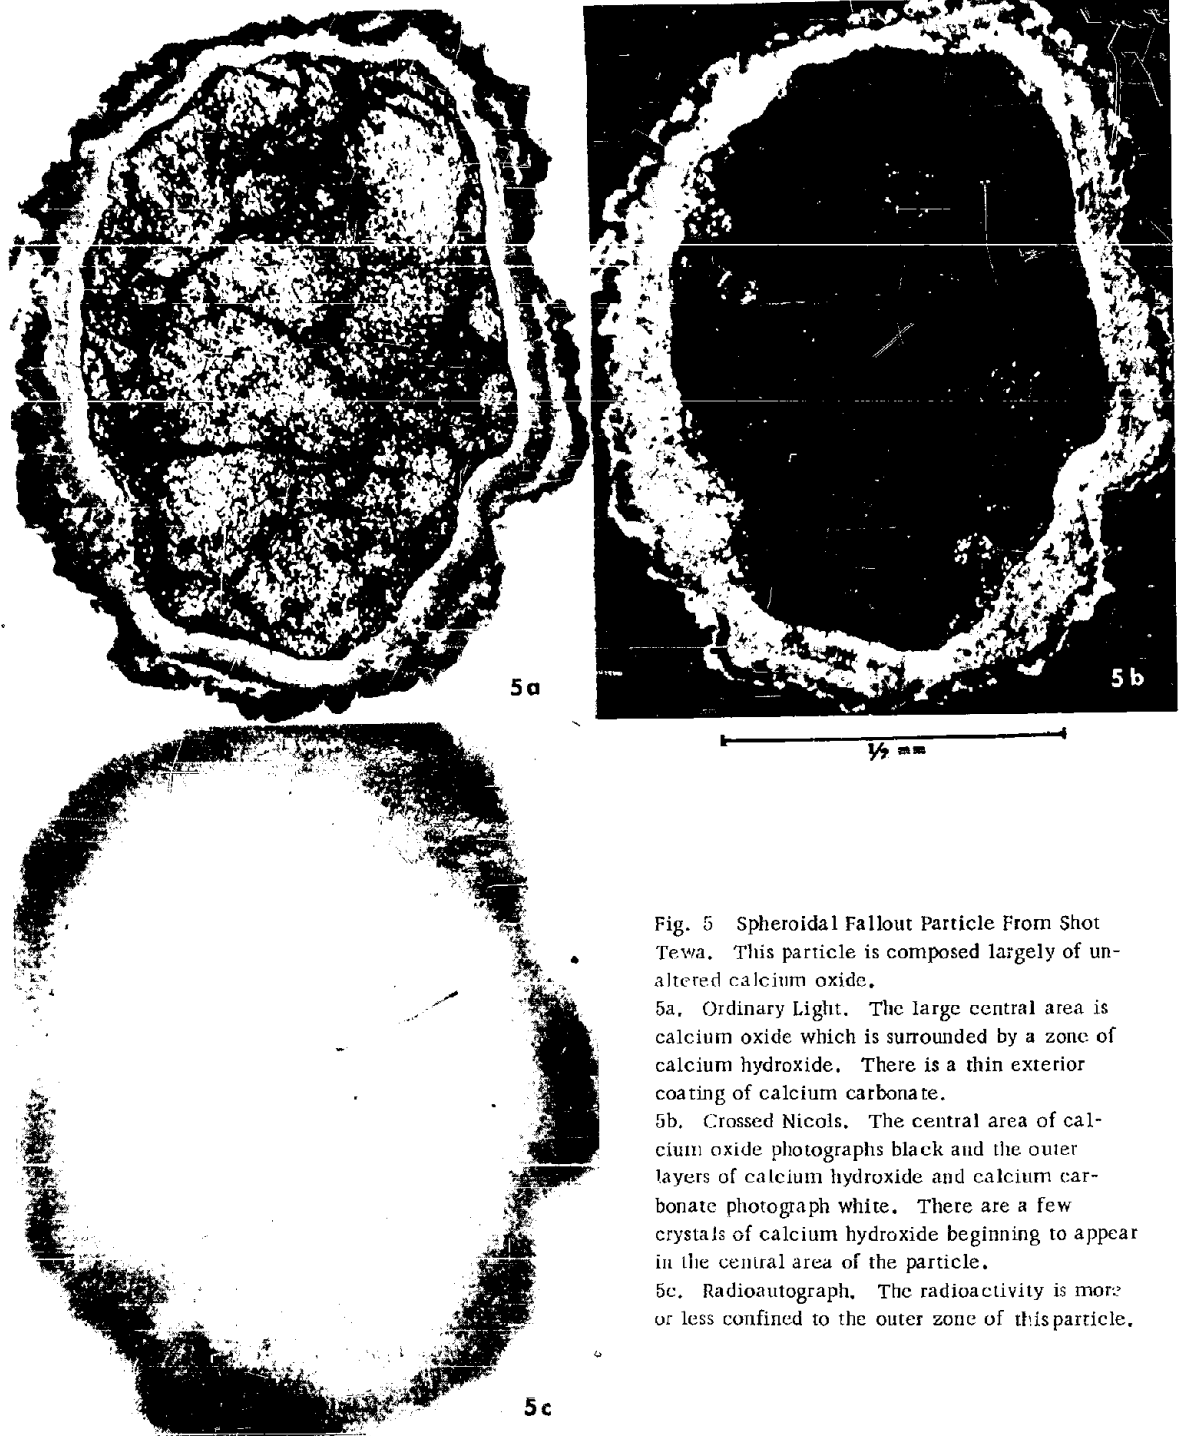 5a
5b
1/2 mm
5c
Fig. 5 Spheroidal Fallout Particle From Shot
Tewa. This particle is composed largely of un-
altered calcium oxide.
5a. Ordinary Light. The large central area is
calcium oxide which is surrounded by a zone of
calcium hydroxide. There is a thin exterior
coating of calcium carbonate.
5b. Crossed Nicols. The central area of cal-
cium oxide photographs black and the outer
layers of calcium hydroxide and calcium car-
bonate photograph white. There are a few
crystals of calcium hydroxide beginning to appear
in the central area of the particle.
5c. Radioautograph. The radioactivity is more
or less confined to the outer zone of this particle.